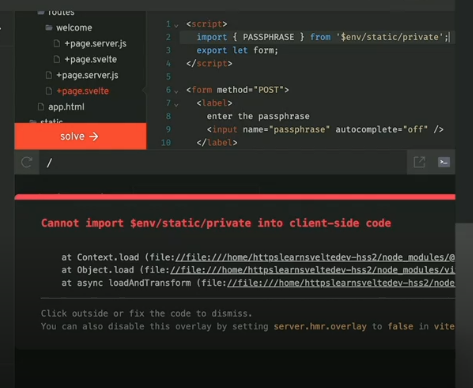 routes
welcome
+page.server.js
+page.svelte
+page.server.js
+page.svelte
app.html
static
solve →
1 <script>
2 import { PASSPHRASE } from '$env/static/private';
3 export let form;
4 </script>
5
6 <form method="POST">
7 <label>
8 enter the passphrase
9 <input name="passphrase" autocomplete="off" />
10 </label>
/
Cannot import $env/static/private into client-side code
at Context.load (file://file:///home/httpslearnsveltedev-hss2/node_modules/@
at Object.load (file://file:///home/httpslearnsveltedev-hss2/node_modules/vi
at async loadAndTransform (file://file:///home/httpslearnsveltedev-hss2/node
Click outside or fix the code to dismiss.
You can also disable this overlay by setting server.hmr.overlay to false in vite